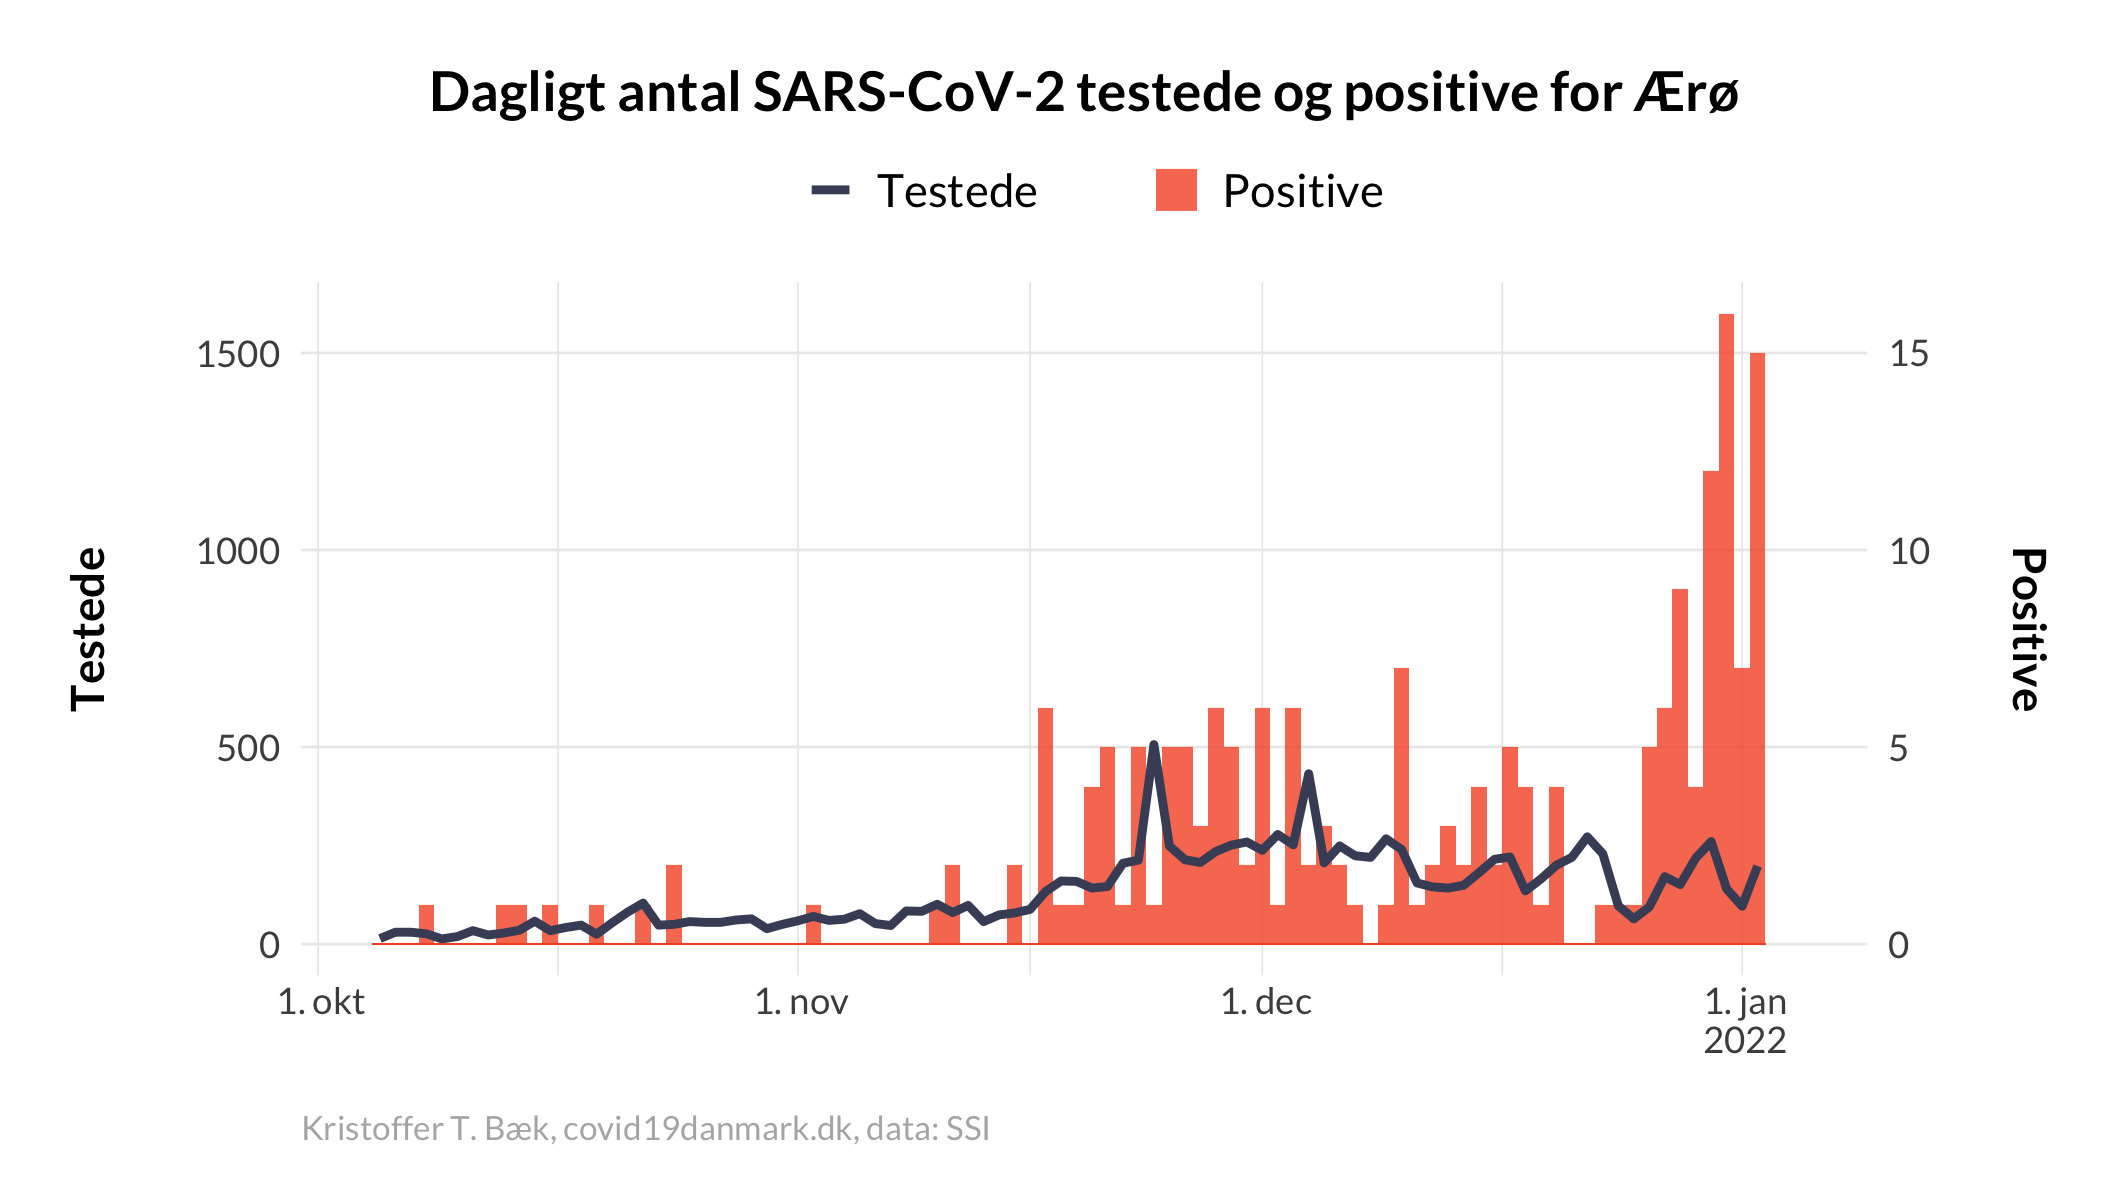 Dagligt antal SARS-CoV-2 testede og positive for Ærø
Testede
Positive
1500
1000
500
0
15
10
5
0
Testede
Positive
1. okt
1. nov
1. dec
1. jan
2022
Kristoffer T. Bæk, covid19danmark.dk, data: SSI